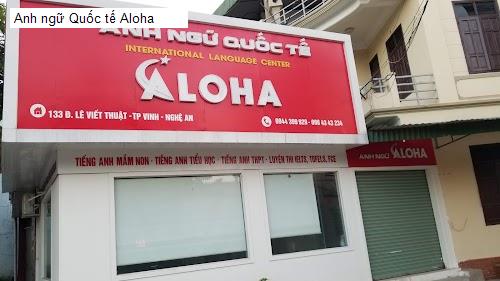 Anh ngữ Quốc tế Aloha
ANH NGỮ QUỐC TẾ
INTERNATIONAL LANGUAGE CENTER
ALOHA
133 Đ. LÊ VIẾT THUẬT - TP VINH - NGHỆ AN
0944 389 929 - 096 43 43 234
TIẾNG ANH MẦM NON · TIẾNG ANH TIỂU HỌC · TIẾNG ANH THPT · LUYỆN THI IELTS, TOFELS, FCE
ANH NGỮ ALOHA